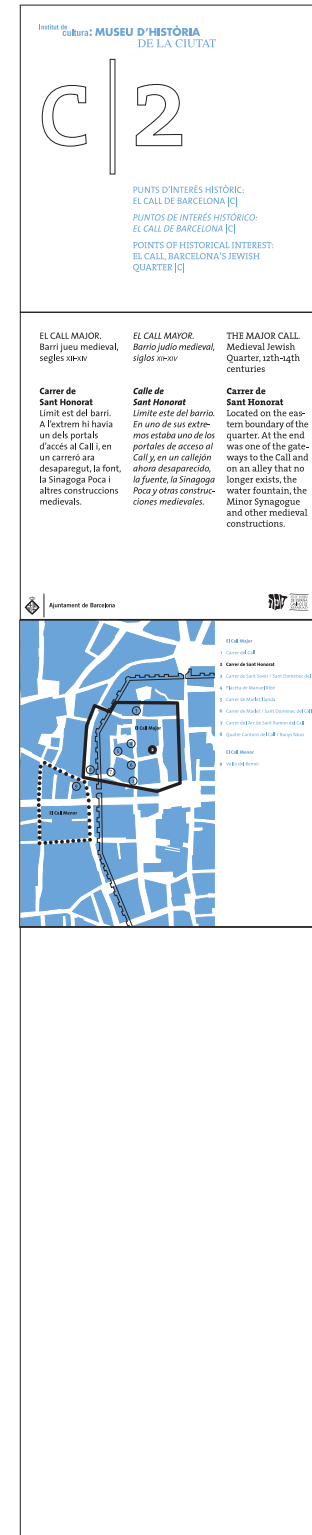 Institut de cultura: MUSEU D'HISTÒRIA
DE LA CIUTAT
C|2
PUNTS D'INTERÈS HISTÒRIC:
EL CALL DE BARCELONA |C|
PUNTOS DE INTERÉS HISTÓRICO:
EL CALL DE BARCELONA |C|
POINTS OF HISTORICAL INTEREST:
EL CALL, BARCELONA'S JEWISH
QUARTER |C|
EL CALL MAJOR.
Barri jueu medieval,
segles XII-XIV
Carrer de
Sant Honorat
Límit est del barri.
A l'extrem hi havia
un dels portals
d'accés al Call i, en
un carreró ara
desaparegut, la font,
la Sinagoga Poca i
altres construccions
medievals.
EL CALL MAYOR.
Barrio judío medieval,
siglos XII-XIV
Calle de
Sant Honorat
Límite este del barrio.
En uno de sus extre-
mos estaba uno de los
portales de acceso al
Call y, en un callejón
ahora desaparecido,
la fuente, la Sinagoga
Poca y otras construc-
ciones medievales.
THE MAJOR CALL.
Medieval Jewish
Quarter, 12th-14th
centuries
Carrer de
Sant Honorat
Located on the eas-
tern boundary of the
quarter. At the end
was one of the gate-
ways to the Call and
on an alley that no
longer exists, the
water fountain, the
Minor Synagogue
and other medieval
constructions.
Ajuntament de Barcelona
El Call Major
El Call Menor
El Call Major
1 Carrer del Call
2 Carrer de Sant Honorat
3 Carrer de Sant Sever / Sant Domènec del
4 Placeta de Manuel Ribé
5 Carrer de Marlet
6 Carrer de Marlet / Sant Domènec del Call
7 Carrer de l'Arc de Sant Ramon del Call
8 Quatre Cantons del Call / Banys Nous
El Call Menor
9 Volta del Remei